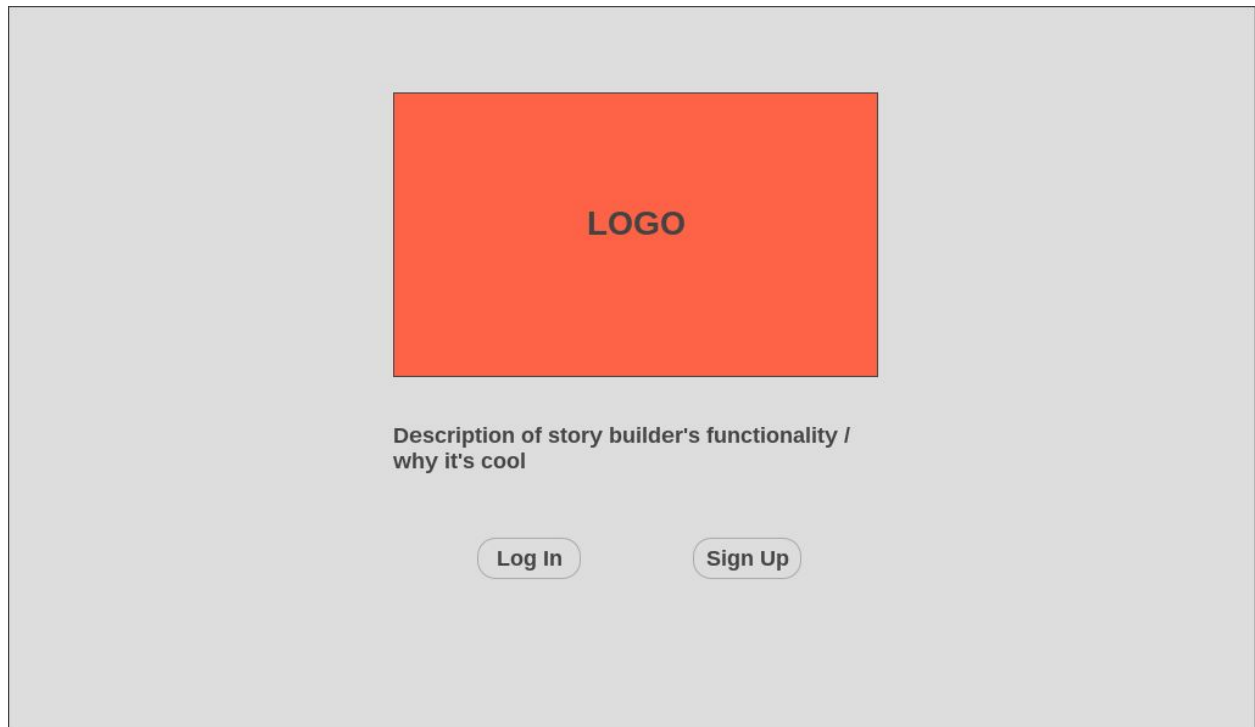 LOGO
Description of story builder's functionality /
why it's cool
Log In
Sign Up